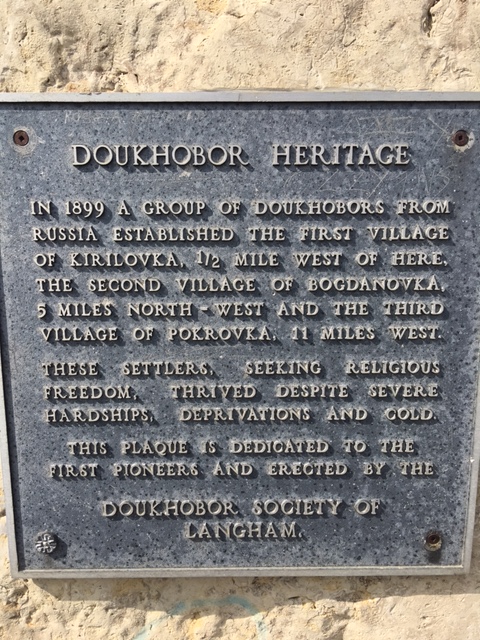 DOUKHOBOR HERITAGE
IN 1899 A GROUP OF DOUKHOBORS FROM
RUSSIA ESTABLISHED THE FIRST VILLAGE
OF KIRILOVKA, 1/2 MILE WEST OF HERE,
THE SECOND VILLAGE OF BOGDANOVKA,
5 MILES NORTH-WEST AND THE THIRD
VILLAGE OF POKROVKA, 11 MILES WEST.
THESE SETTLERS, SEEKING RELIGIOUS
FREEDOM, THRIVED DESPITE SEVERE
HARDSHIPS, DEPRIVATIONS AND COLD.
THIS PLAQUE IS DEDICATED TO THE
FIRST PIONEERS AND ERECTED BY THE
DOUKHOBOR SOCIETY OF
LANGHAM.